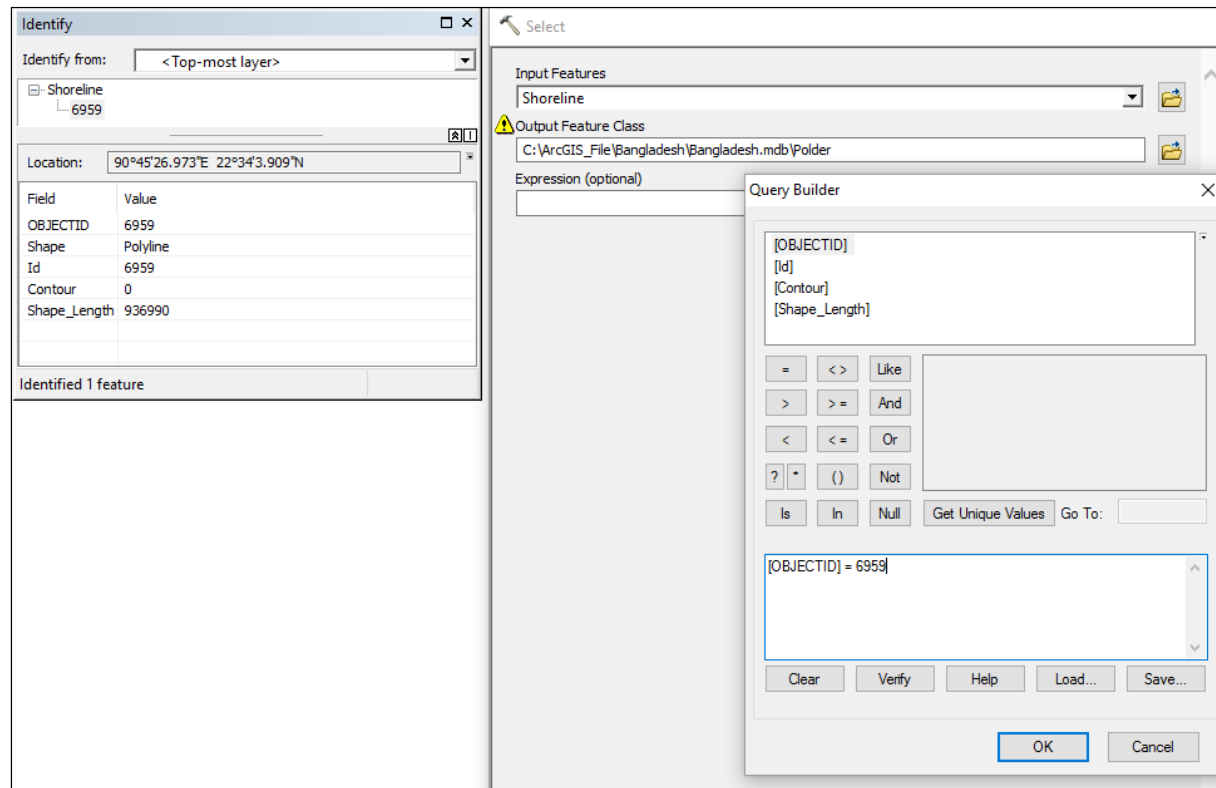 Identify
Identify from: <Top-most layer>
Shoreline
6959
Location: 90°45'26.973"E 22°34'3.909"N
Field Value
OBJECTID 6959
Shape Polyline
Id 6959
Contour 0
Shape_Length 936990
Identified 1 feature
Select
Input Features
Shoreline
Output Feature Class
C:\ArcGIS_File\Bangladesh\Bangladesh.mdb\Polder
Expression (optional)
Query Builder
[OBJECTID]
[Id]
[Contour]
[Shape_Length]
= < > Like
> > = And
< < = Or
? * ( ) Not
Is In Null Get Unique Values Go To:
[OBJECTID] = 6959
Clear Verify Help Load... Save...
OK Cancel